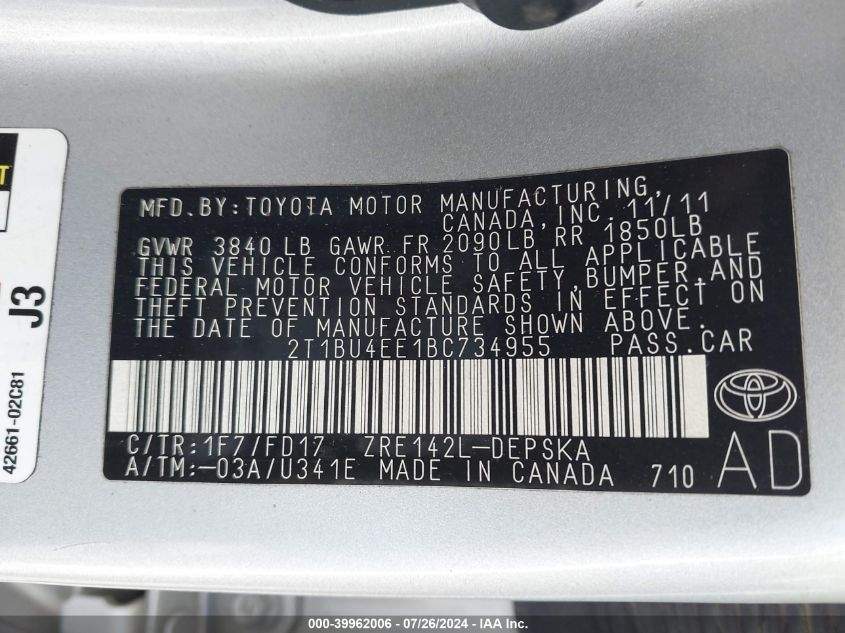 T
J3
42661-02C81
MFD.BY:TOYOTA MOTOR MANUFACTURING,
CANADA,INC. 11/11
GVWR 3840 LB GAWR FR 2090LB, RR 1850LB
THIS VEHICLE CONFORMS TO ALL APPLICABLE
FEDERAL MOTOR VEHICLE SAFETY,BUMPER,AND
THEFT PREVENTION STANDARDS IN EFFECT ON
THE DATE OF MANUFACTURE SHOWN ABOVE.
2T1BU4EE1BC734955 PASS.CAR
C/TR:1F7/FD17 ZRE142L-DEPSKA
A/TM:-03A/U341E MADE IN CANADA 710
AD
000-39962006 - 07/26/2024 - IAA Inc.